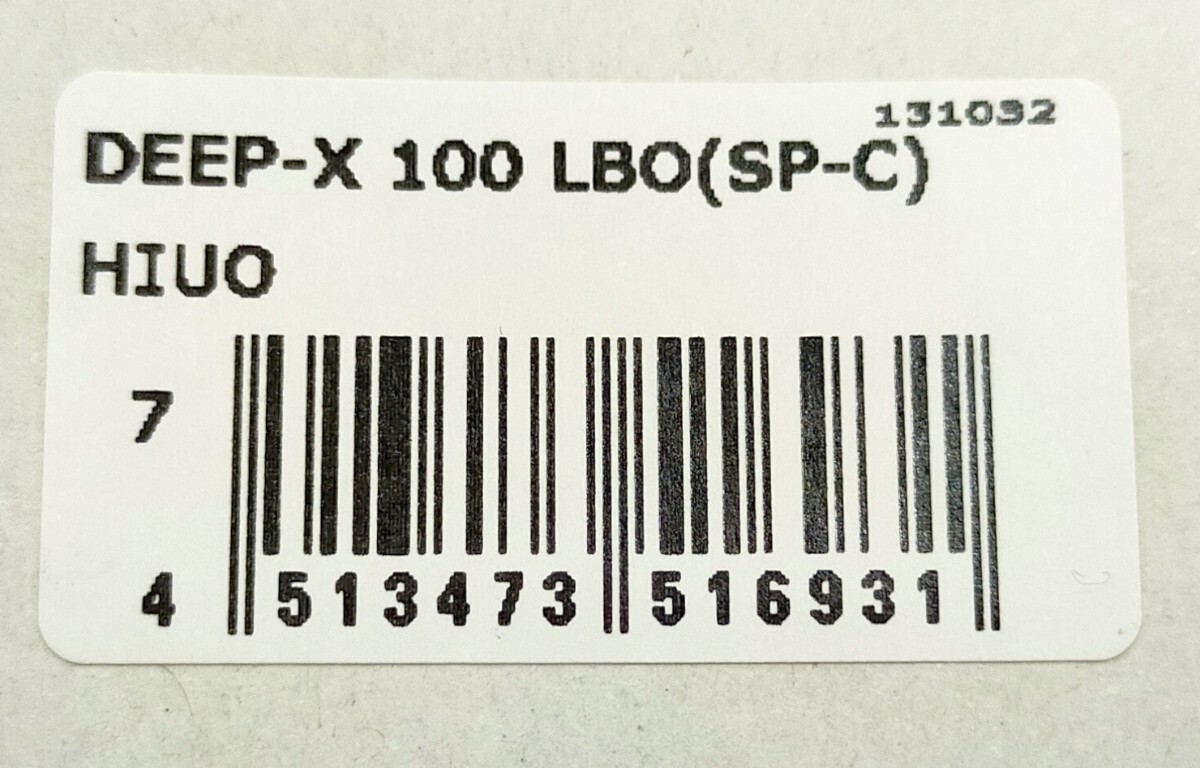 131032
DEEP-X 100 LBO(SP-C)
HIUO
7
4 513473 516931